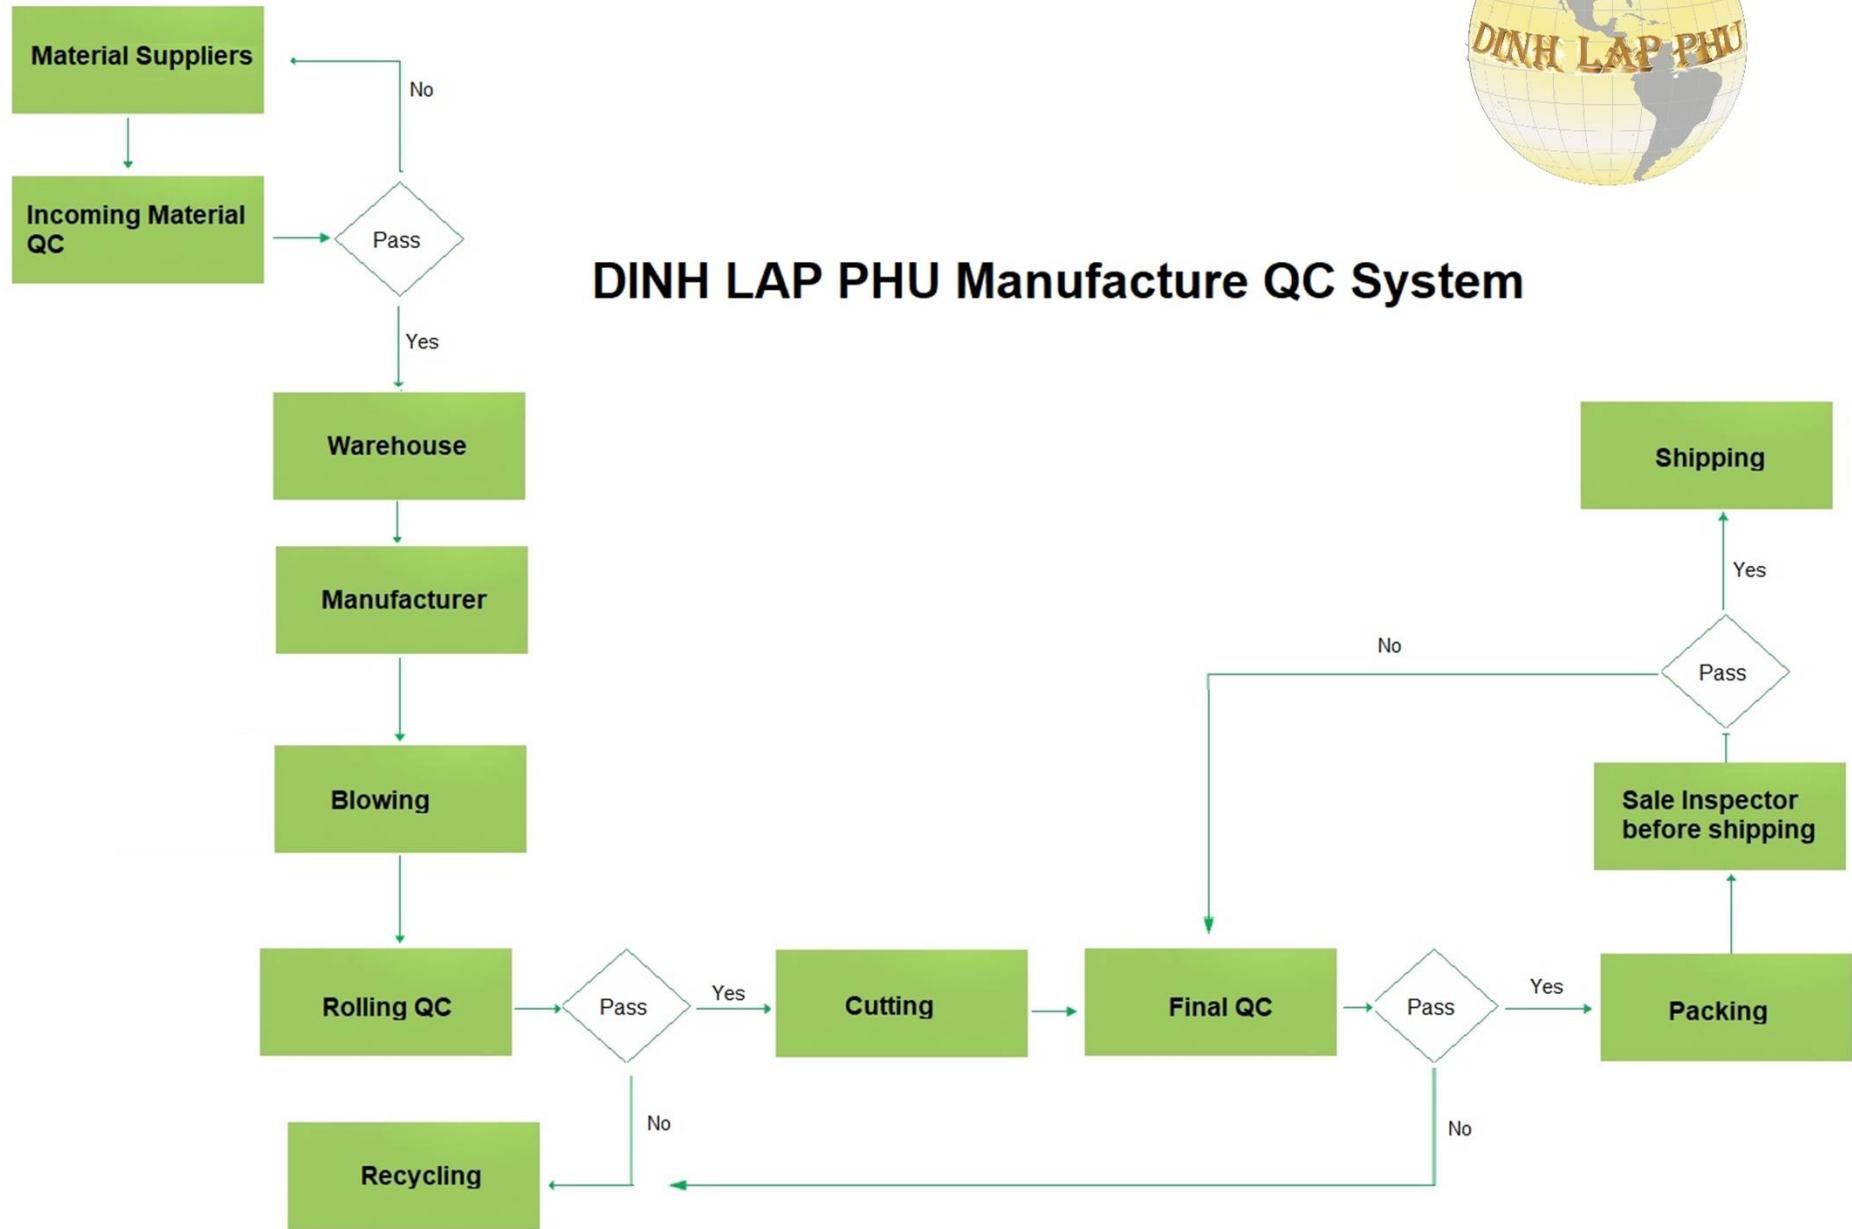 DINH LAP PHU
Material Suppliers
No
Incoming Material
QC
Pass
DINH LAP PHU Manufacture QC System
Yes
Warehouse
Shipping
Manufacturer
Yes
No
Pass
Blowing
Sale Inspector
before shipping
Rolling QC
Pass
Yes
Cutting
Final QC
Pass
Yes
Packing
No
No
Recycling